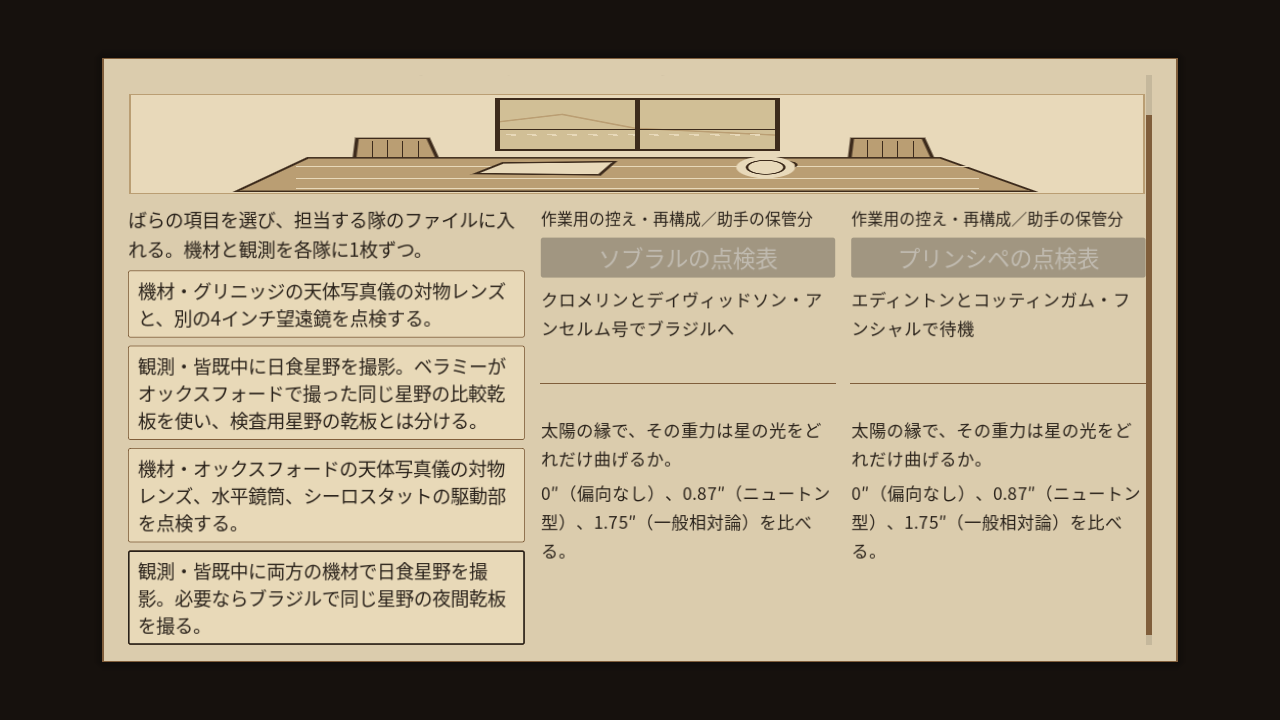 ばらの項目を選び、担当する隊のファイルに入
れる。機材と観測を各隊に1枚ずつ。
機材・グリニッジの天体写真儀の対物レンズ
と、別の4インチ望遠鏡を点検する。
観測・皆既中に日食星野を撮影。ベラミーが
オックスフォードで撮った同じ星野の比較乾
板を使い、検査用星野の乾板とは分ける。
機材・オックスフォードの天体写真儀の対物
レンズ、水平鏡筒、シーロスタットの駆動部
を点検する。
観測・皆既中に両方の機材で日食星野を撮
影。必要ならブラジルで同じ星野の夜間乾板
を撮る。
作業用の控え・再構成／助手の保管分
ソブラルの点検表
クロメリンとデイヴィッドソン・ア
ンセルム号でブラジルへ
太陽の縁で、その重力は星の光をど
れだけ曲げるか。
0″（偏向なし）、0.87″（ニュートン
型）、1.75″（一般相対論）を比べ
る。
作業用の控え・再構成／助手の保管分
プリンシペの点検表
エディントンとコッティンガム・フ
ンシャルで待機
太陽の縁で、その重力は星の光をど
れだけ曲げるか。
0″（偏向なし）、0.87″（ニュートン
型）、1.75″（一般相対論）を比べ
る。